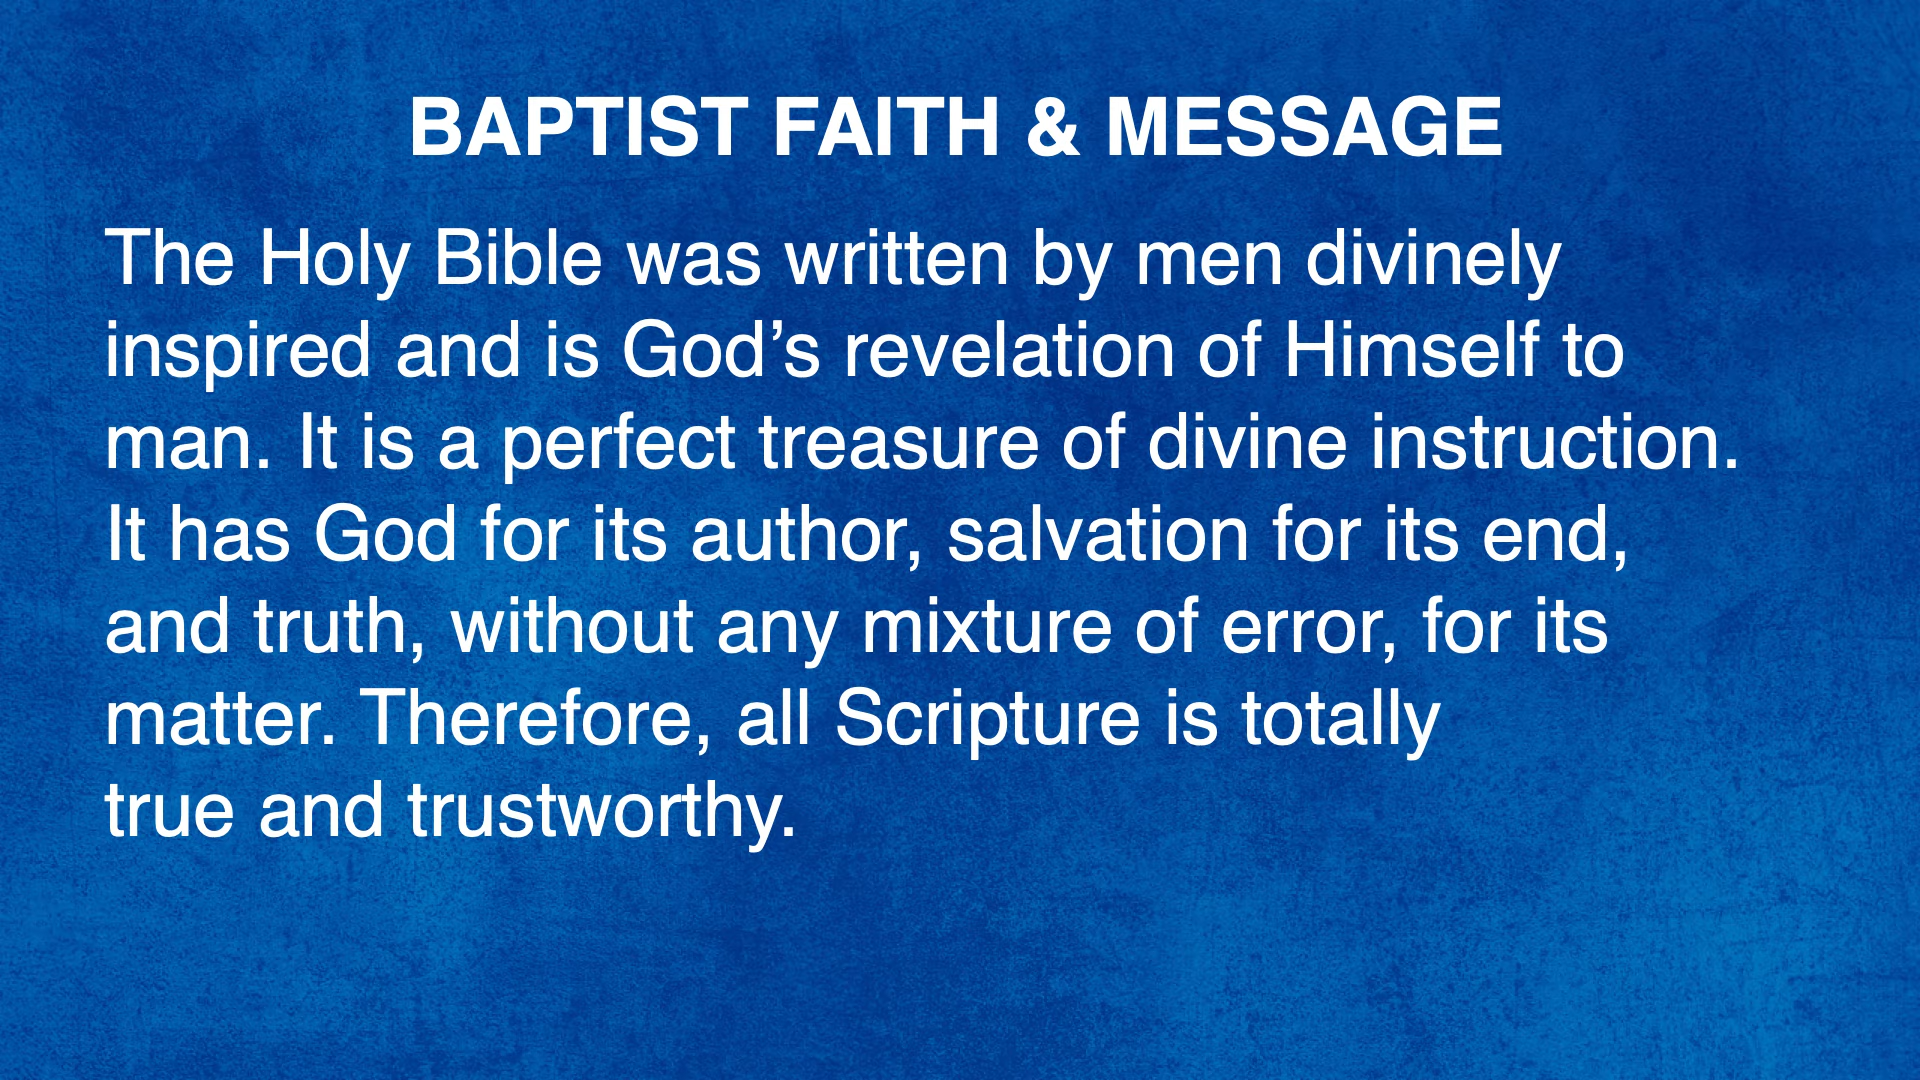 BAPTIST FAITH & MESSAGE
The Holy Bible was written by men divinely
inspired and is God’s revelation of Himself to
man. It is a perfect treasure of divine instruction.
It has God for its author, salvation for its end,
and truth, without any mixture of error, for its
matter. Therefore, all Scripture is totally
true and trustworthy.